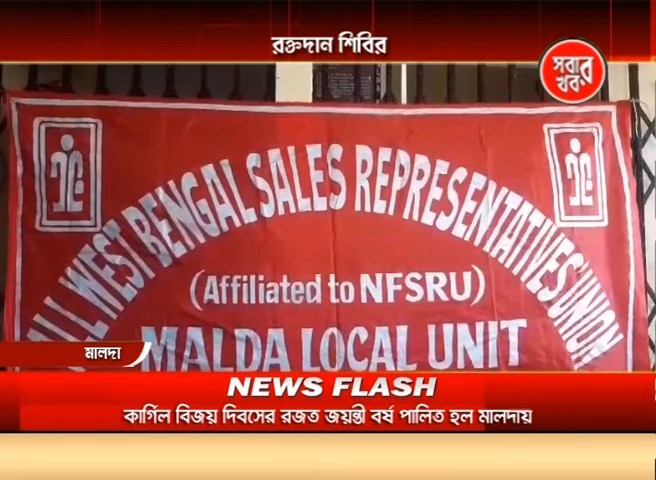 রক্তদান শিবির
সবার
খবর
ALL WEST BENGAL SALES REPRESENTATIVES' UNION
(Affiliated to NFSRU)
MALDA LOCAL UNIT
মালদা
NEWS FLASH
কার্গিল বিজয় দিবসের রজত জয়ন্তী বর্ষ পালিত হল মালদায়